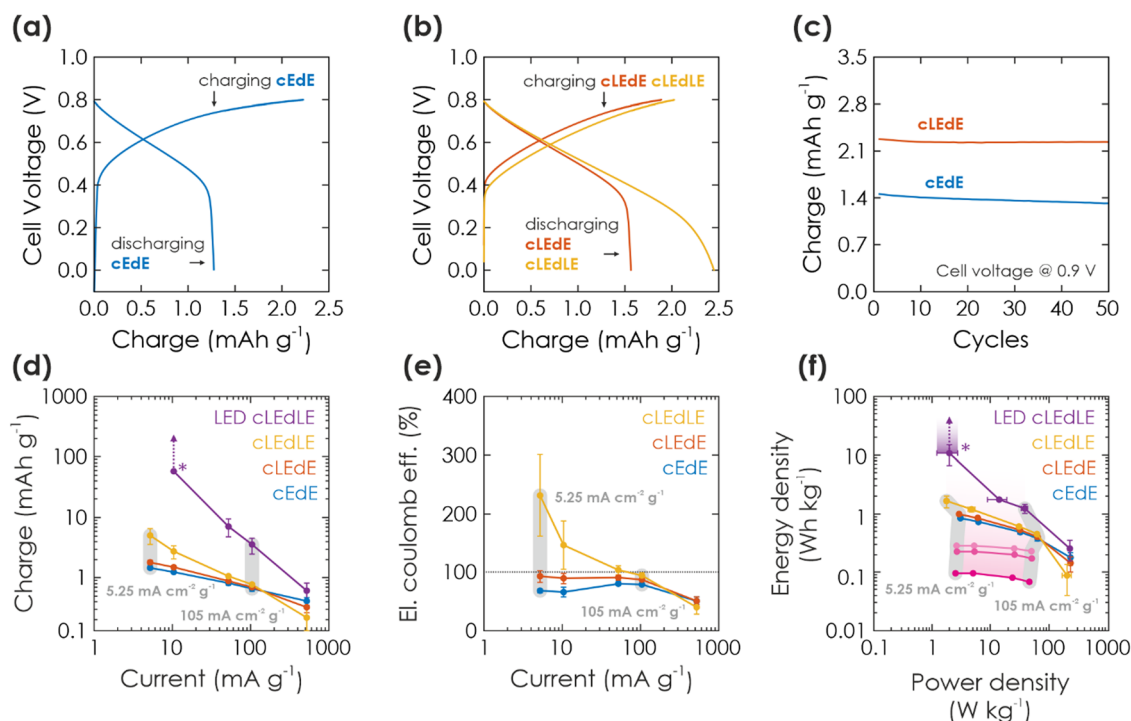 (a)
1.0
0.8
0.6
0.4
0.2
0.0
Cell Voltage (V)
charging cEdE
discharging
cEdE
0.0 0.5 1.0 1.5 2.0 2.5
Charge (mAh g⁻¹)
(b)
1.0
0.8
0.6
0.4
0.2
0.0
Cell Voltage (V)
charging cLEdE cLEdLE
discharging
cLEdE
cLEdLE
0.0 0.5 1.0 1.5 2.0 2.5
Charge (mAh g⁻¹)
(c)
3.5
2.8
2.1
1.4
0.7
0.0
Charge (mAh g⁻¹)
cLEdE
cEdE
Cell voltage @ 0.9 V
0 10 20 30 40 50
Cycles
(d)
1000
100
10
1
0.1
Charge (mAh g⁻¹)
LED cLEdLE
cLEdLE
cLEdE
cEdE
*
5.25 mA cm⁻² g⁻¹
105 mA cm⁻² g⁻¹
1 10 100 1000
Current (mA g⁻¹)
(e)
400
300
200
100
0
El. coulomb eff. (%)
cLEdLE
cLEdE
cEdE
5.25 mA cm⁻² g⁻¹
105 mA cm⁻² g⁻¹
1 10 100 1000
Current (mA g⁻¹)
(f)
100
10
1
0.1
0.01
Energy density
(Wh kg⁻¹)
LED cLEdLE
cLEdLE
cLEdE
cEdE
*
5.25 mA cm⁻² g⁻¹
105 mA cm⁻² g⁻¹
0.1 1 10 100 1000
Power density
(W kg⁻¹)